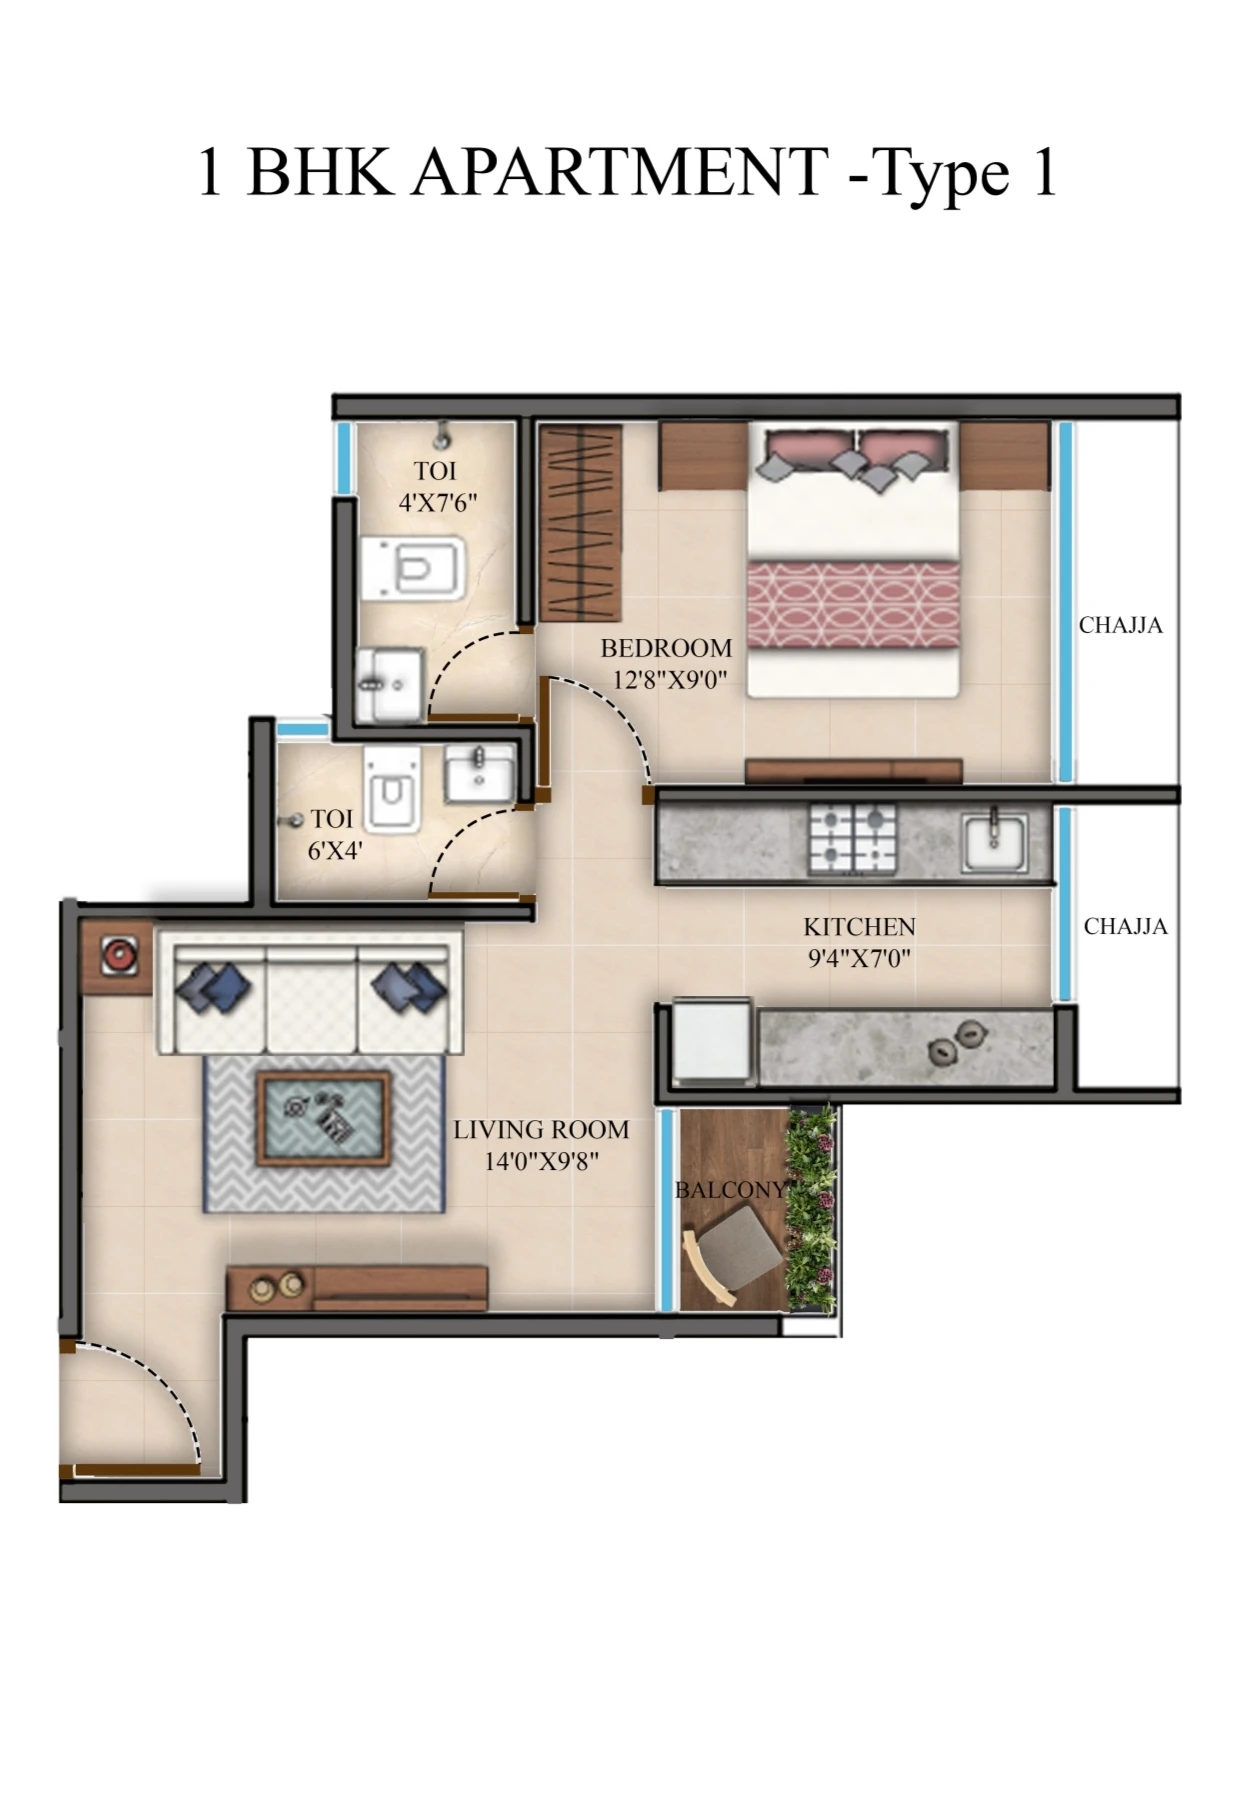 1 BHK APARTMENT -Type 1
TOI
4'X7'6"
BEDROOM
12'8"X9'0"
CHAJJA
TOI
6'X4'
KITCHEN
9'4"X7'0"
CHAJJA
LIVING ROOM
14'0"X9'8"
BALCONY